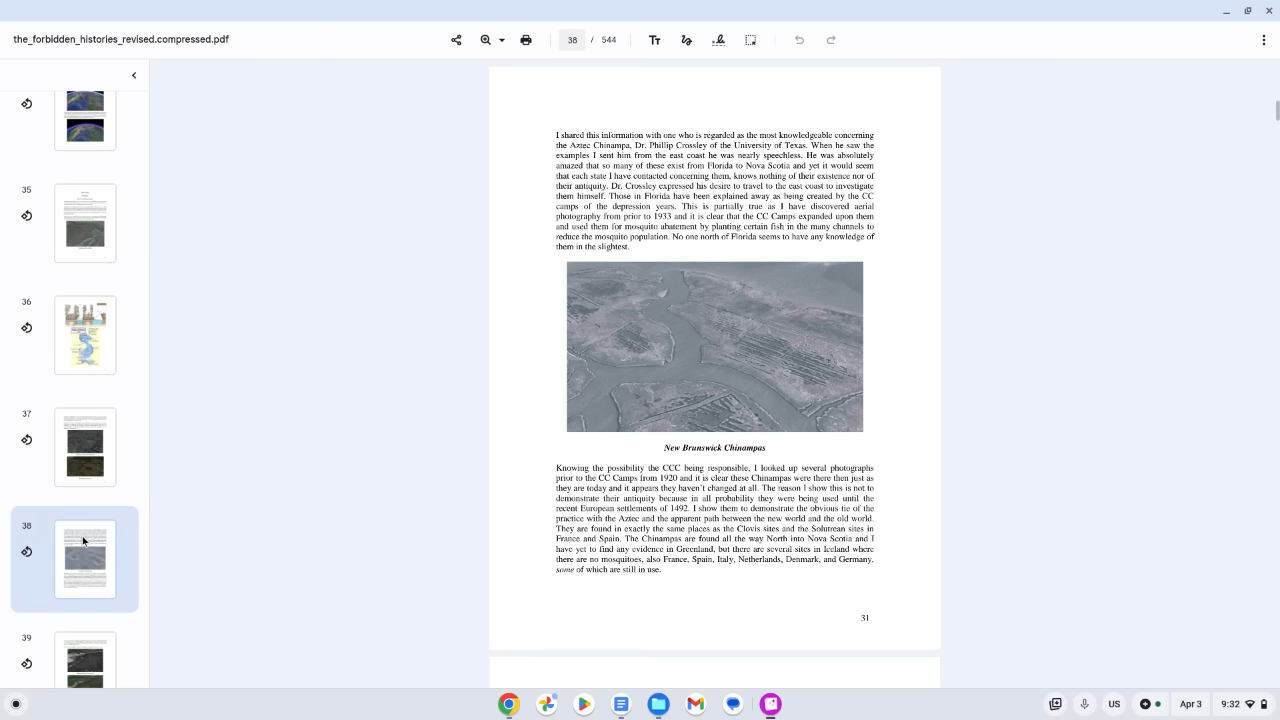 the_forbidden_histories_revised.compressed.pdf
38 / 544
35
36
37
38
39
I shared this information with one who is regarded as the most knowledgeable concerning
the Aztec Chinampa, Dr. Phillip Crossley of the University of Texas. When he saw the
examples I sent him from the east coast he was nearly speechless. He was absolutely
amazed that so many of these exist from Florida to Nova Scotia and yet it would seem
that each state I have contacted concerning them, knows nothing of their existence nor of
their antiquity. Dr. Crossley expressed his desire to travel to the east coast to investigate
them himself. Those in Florida have been explained away as being created by the CC
camps of the depression years. This is partially true as I have discovered aerial
photography from prior to 1933 and it is clear that the CC Camps expanded upon them
and used them for mosquito abatement by planting certain fish in the many channels to
reduce the mosquito population. No one north of Florida seems to have any knowledge of
them in the slightest.
New Brunswick Chinampas
Knowing the possibility the CCC being responsible, I looked up several photographs
prior to the CC Camps from 1920 and it is clear these Chinampas were there then just as
they are today and it appears they haven't changed at all. The reason I show this is not to
demonstrate their antiquity because in all probability they were being used until the
recent European settlements of 1492. I show them to demonstrate the obvious tie of the
practice with the Aztec and the apparent path between the new world and the old world.
They are found in exactly the same places as the Clovis sites and the Solutrean sites in
France and Spain. The Chinampas are found all the way North into Nova Scotia and I
have yet to find any evidence in Greenland, but there are several sites in Iceland where
there are no mosquitoes, also France, Spain, Italy, Netherlands, Denmark, and Germany,
some of which are still in use.
31
US
Apr 3
9:32